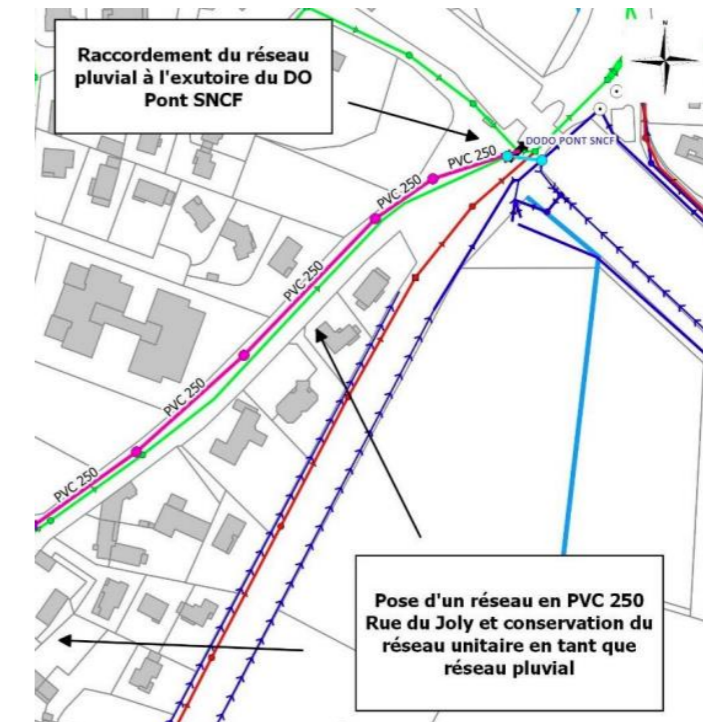 Raccordement du réseau
pluvial à l'exutoire du DO
Pont SNCF
N
DODO PONT SNCF
PVC 250
PVC 250
PVC 250
PVC 250
PVC 250
Pose d'un réseau en PVC 250
Rue du Joly et conservation du
réseau unitaire en tant que
réseau pluvial